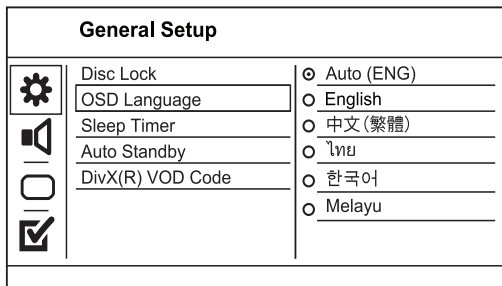 General Setup
Disc Lock
OSD Language
Sleep Timer
Auto Standby
DivX(R) VOD Code
Auto (ENG)
English
中文(繁體)
ไทย
한국어
Melayu